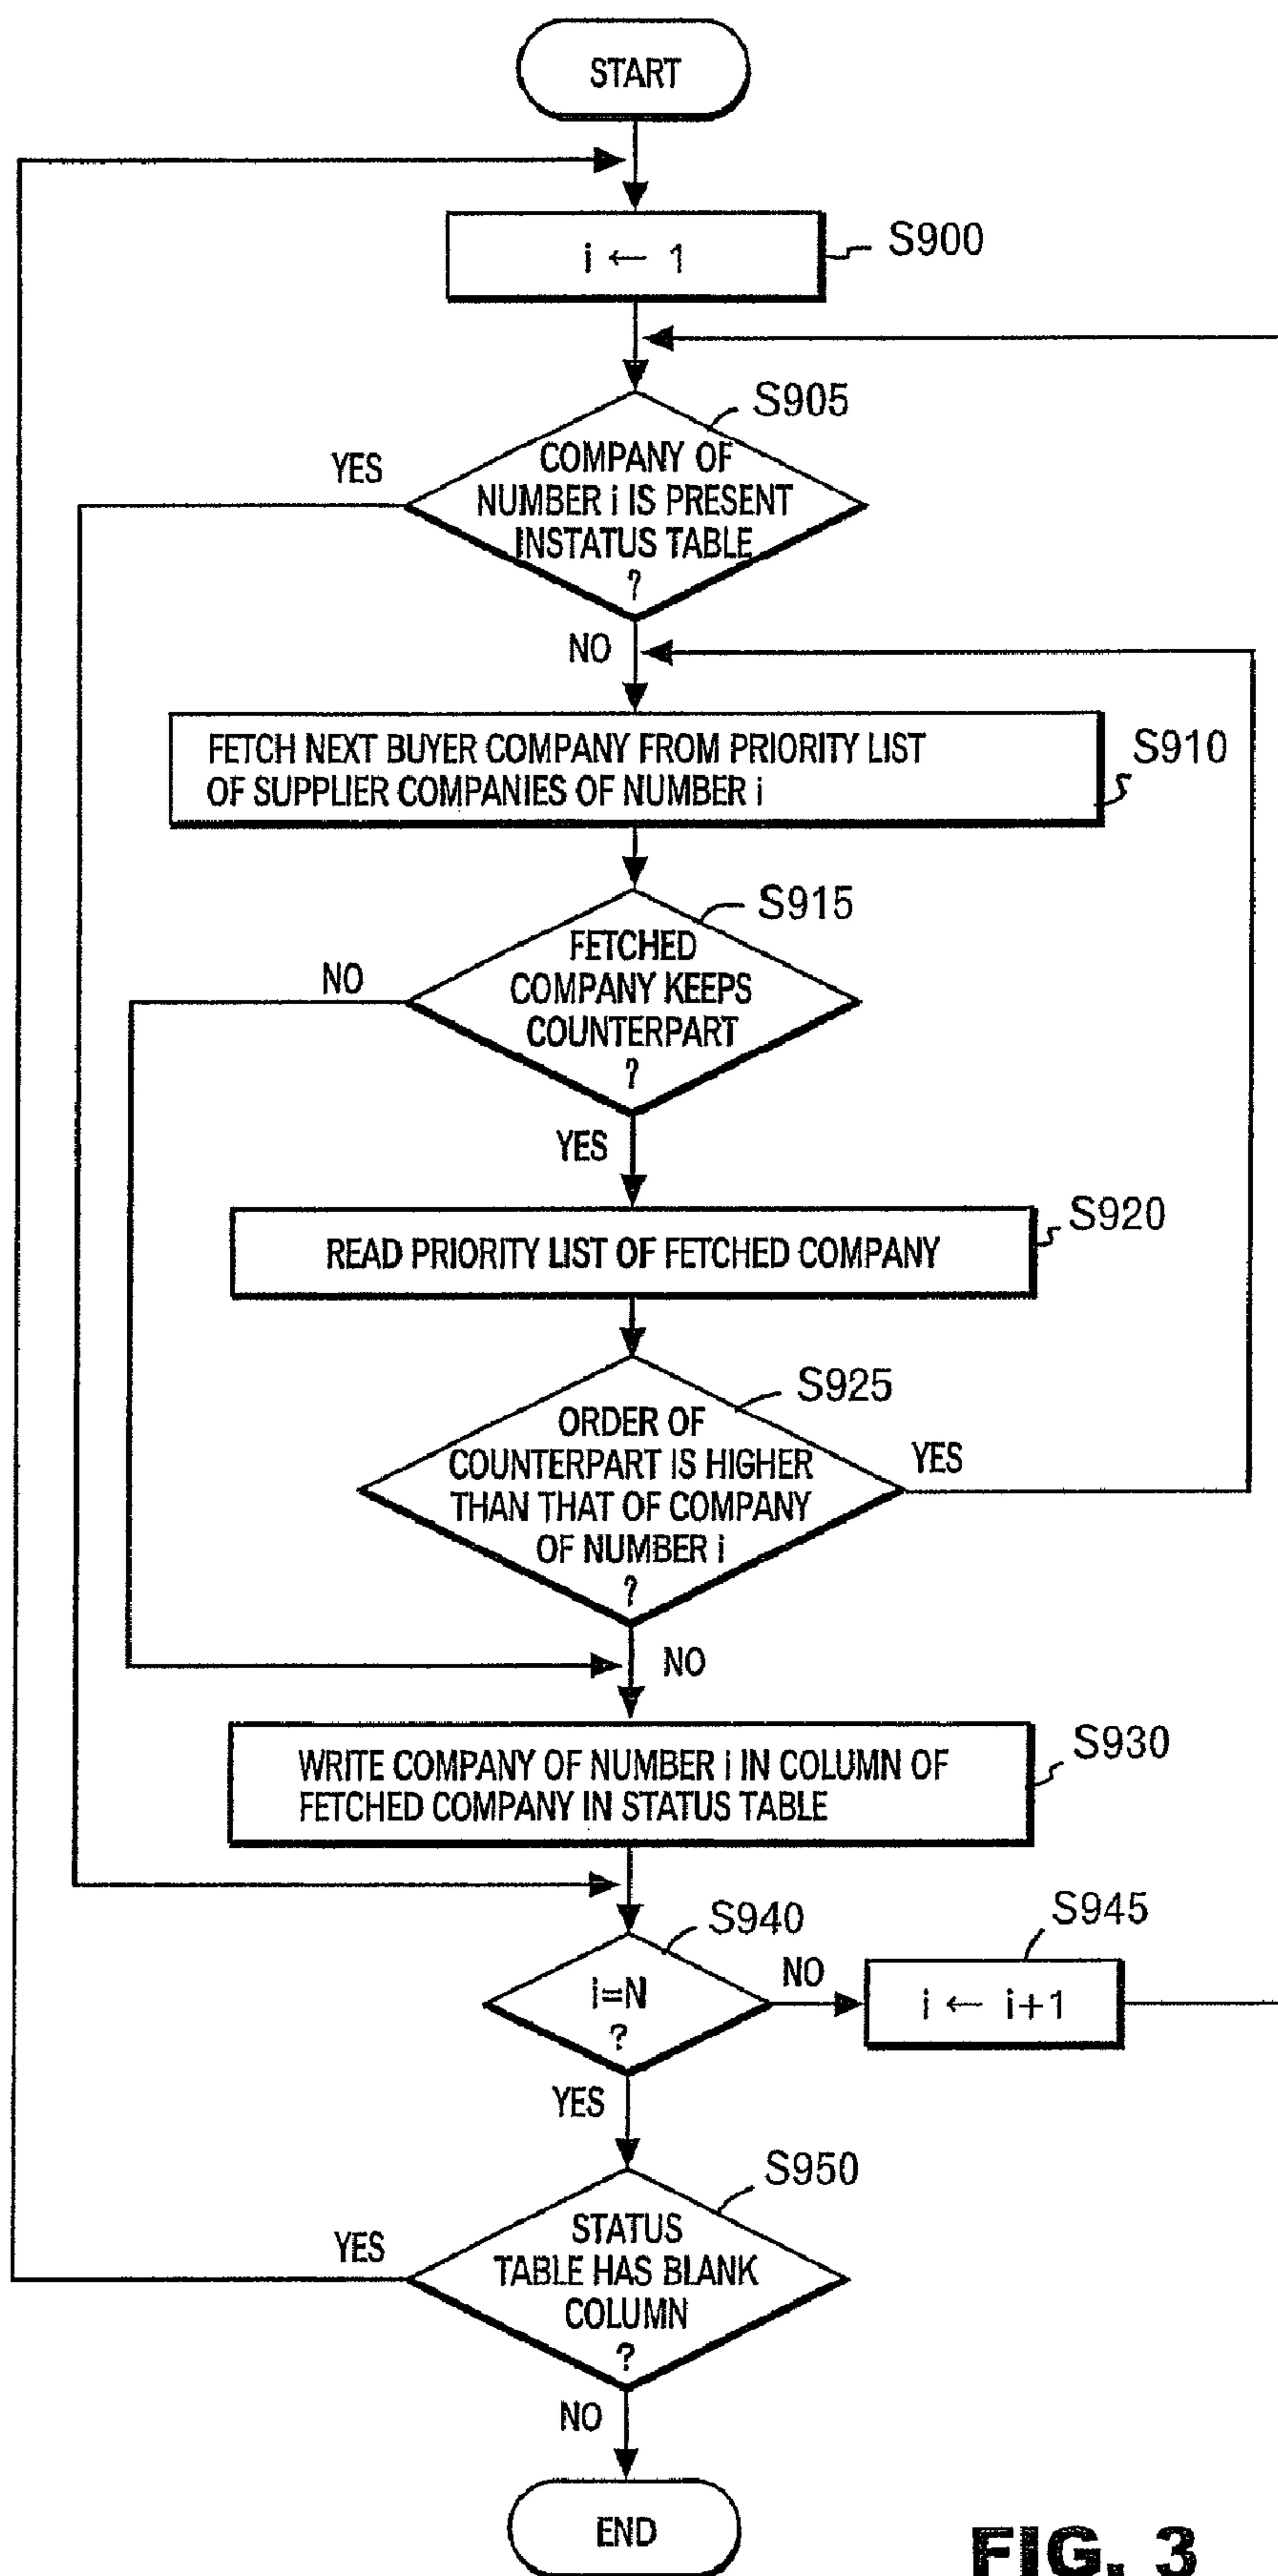 START
i ← 1
S900
S905
COMPANY OF
NUMBER i IS PRESENT
INSTATUS TABLE
?
YES
NO
FETCH NEXT BUYER COMPANY FROM PRIORITY LIST
OF SUPPLIER COMPANIES OF NUMBER i
S910
S915
FETCHED
COMPANY KEEPS
COUNTERPART
?
NO
YES
READ PRIORITY LIST OF FETCHED COMPANY
S920
S925
ORDER OF
COUNTERPART IS HIGHER
THAN THAT OF COMPANY
OF NUMBER i
?
YES
NO
WRITE COMPANY OF NUMBER i IN COLUMN OF
FETCHED COMPANY IN STATUS TABLE
S930
S940
i=N
?
NO
S945
i ← i+1
YES
S950
STATUS
TABLE HAS BLANK
COLUMN
?
YES
NO
END
FIG. 3